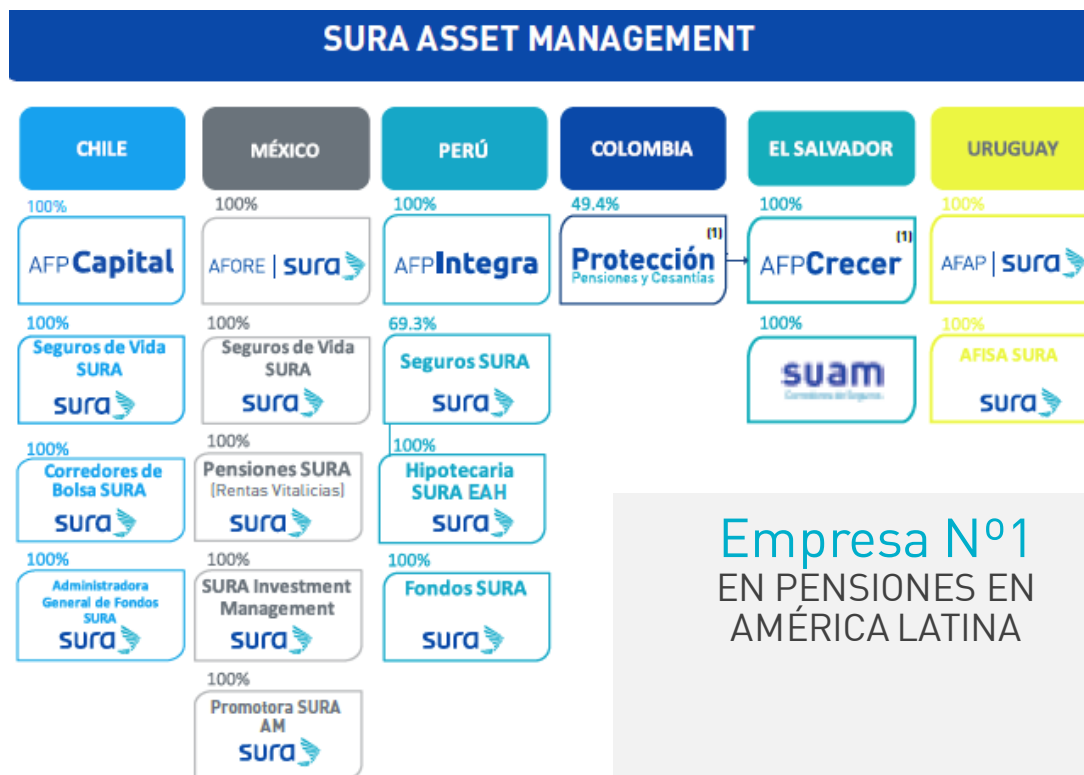 SURA ASSET MANAGEMENT
CHILE
100%
AFP Capital
100%
Seguros de Vida
SURA
sura
100%
Corredores de
Bolsa SURA
sura
100%
Administradora
General de Fondos
SURA
sura
MÉXICO
100%
AFORE | sura
100%
Seguros de Vida
SURA
sura
100%
Pensiones SURA
(Rentas Vitalicias)
sura
100%
SURA Investment
Management
sura
100%
Promotora SURA
AM
sura
PERÚ
100%
AFP Integra
69.3%
Seguros SURA
sura
100%
Hipotecaria
SURA EAH
sura
100%
Fondos SURA
sura
COLOMBIA
49.4%
(1)
Protección
Pensiones y Cesantías
EL SALVADOR
100%
(1)
AFP Crecer
100%
suam
Corredores de Seguros.
URUGUAY
100%
AFAP | sura
100%
AFISA SURA
sura
Empresa Nº1
EN PENSIONES EN
AMÉRICA LATINA